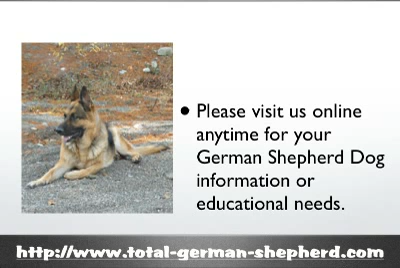 • Please visit us online
anytime for your
German Shepherd Dog
information or
educational needs.
http://www.total-german-shepherd.com